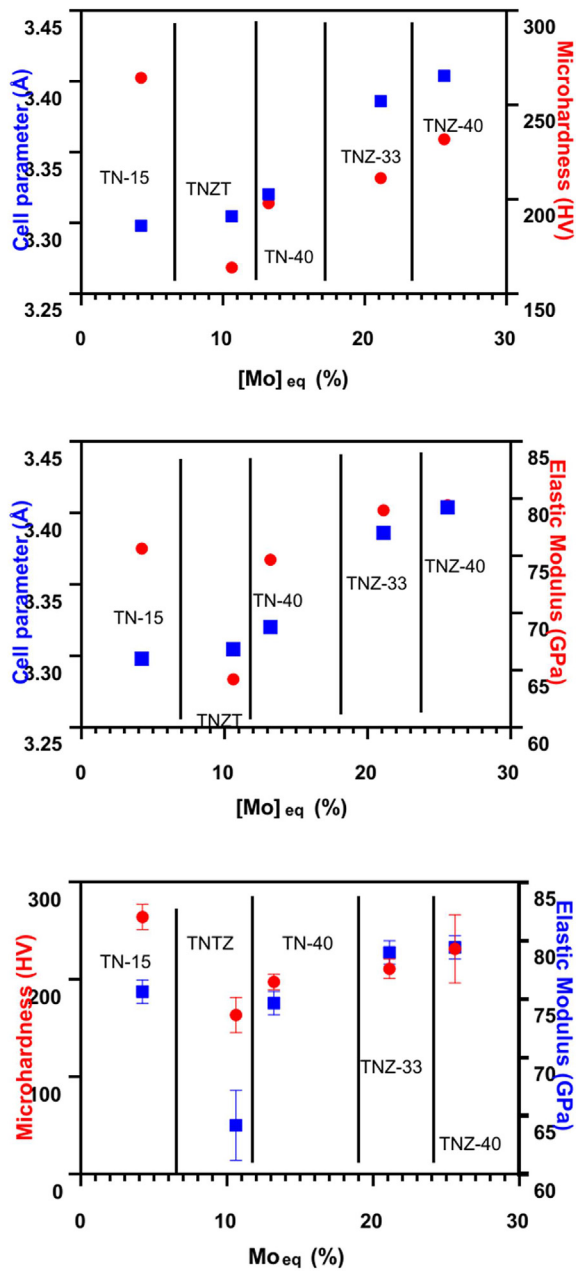 3.45
3.40
3.35
3.30
3.25
Cell parameter (Å)
300
250
200
150
Microhardness (HV)
TN-15
TNZT
TN-40
TNZ-33
TNZ-40
0
10
20
30
[Mo] eq (%)
3.45
3.40
3.35
3.30
3.25
Cell parameter (Å)
85
80
75
70
65
60
Elastic Modulus (GPa)
TN-15
TNZT
TN-40
TNZ-33
TNZ-40
0
10
20
30
[Mo] eq (%)
300
200
100
0
Microhardness (HV)
85
80
75
70
65
60
Elastic Modulus (GPa)
TN-15
TNTZ
TN-40
TNZ-33
TNZ-40
0
10
20
30
Mo eq (%)